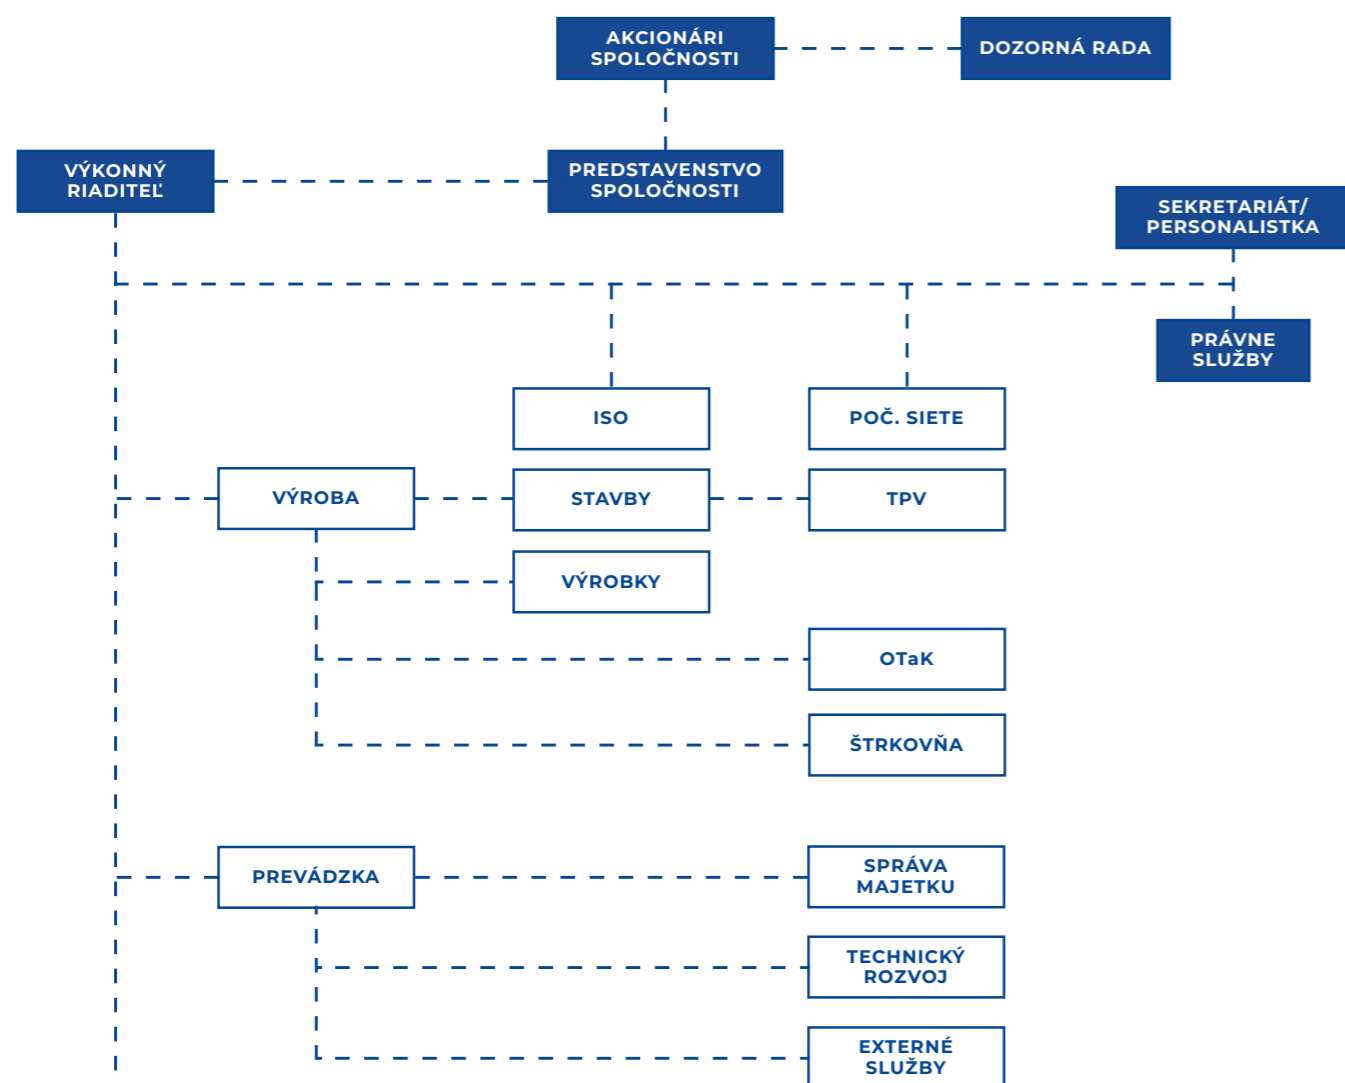 AKCIONÁRI
SPOLOČNOSTI
DOZORNÁ RADA
VÝKONNÝ
RIADITEĽ
PREDSTAVENSTVO
SPOLOČNOSTI
SEKRETARIÁT/
PERSONALISTKA
PRÁVNE
SLUŽBY
ISO
POČ. SIETE
VÝROBA
STAVBY
TPV
VÝROBKY
OTaK
ŠTRKOVŇA
PREVÁDZKA
SPRÁVA
MAJETKU
TECHNICKÝ
ROZVOJ
EXTERNÉ
SLUŽBY